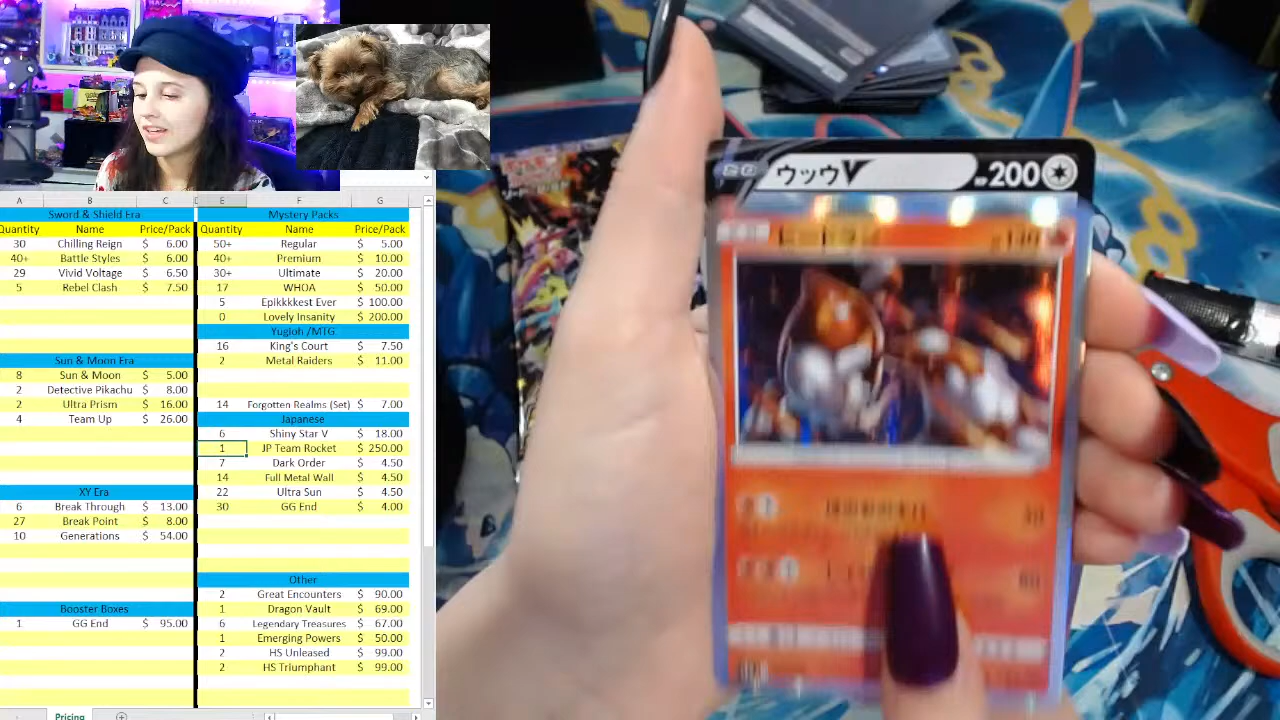 A B C D E F G
Sword & Shield Era
Quantity Name Price/Pack
30 Chilling Reign $ 6.00
40+ Battle Styles $ 6.00
29 Vivid Voltage $ 6.50
5 Rebel Clash $ 7.50
Sun & Moon Era
8 Sun & Moon $ 5.00
2 Detective Pikachu $ 8.00
2 Ultra Prism $ 16.00
4 Team Up $ 26.00
XY Era
6 Break Through $ 13.00
27 Break Point $ 8.00
10 Generations $ 54.00
Booster Boxes
1 GG End $ 95.00
Mystery Packs
Quantity Name Price/Pack
50+ Regular $ 5.00
40+ Premium $ 10.00
30+ Ultimate $ 20.00
17 WHOA $ 50.00
5 Epikkkkest Ever $ 100.00
0 Lovely Insanity $ 200.00
Yugioh /MTG
16 King's Court $ 7.50
2 Metal Raiders $ 11.00
14 Forgotten Realms (Set) $ 7.00
Japanese
6 Shiny Star V $ 18.00
1 JP Team Rocket $ 250.00
7 Dark Order $ 4.50
14 Full Metal Wall $ 4.50
22 Ultra Sun $ 4.50
30 GG End $ 4.00
Other
2 Great Encounters $ 90.00
1 Dragon Vault $ 69.00
6 Legendary Treasures $ 67.00
1 Emerging Powers $ 50.00
2 HS Unleased $ 99.00
2 HS Triumphant $ 99.00
Pricing
ウッウV HP 200